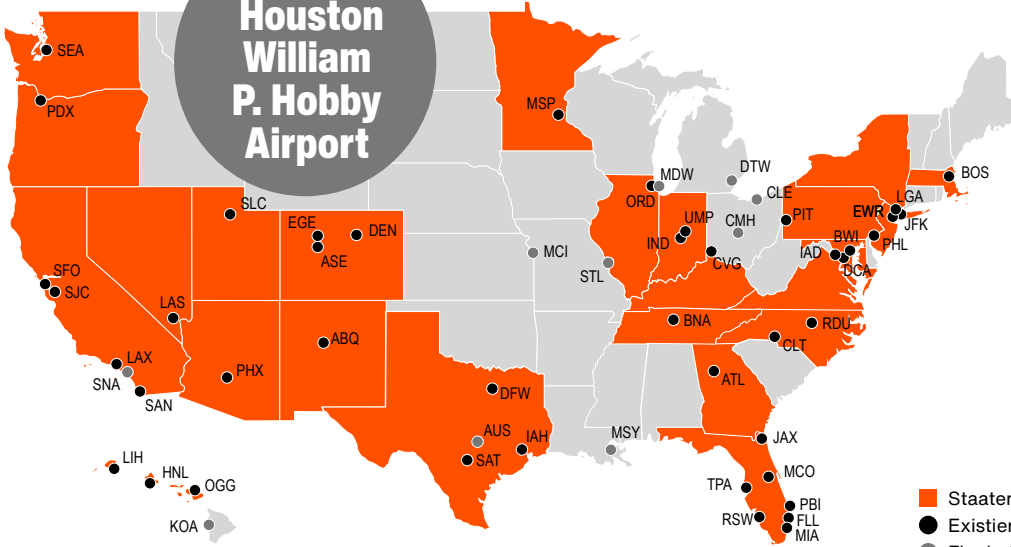 Houston
William
P. Hobby
Airport
SEA
PDX
MSP
BOS
MDW
DTW
ORD
CLE
LGA
EWR
JFK
PIT
SLC
UMP
CMH
IND
BWI
PHL
IAD
DCA
EGE
DEN
ASE
MCI
STL
CVG
SFO
SJC
LAS
BNA
RDU
CLT
ABQ
LAX
SNA
PHX
ATL
SAN
DFW
AUS
IAH
MSY
JAX
SAT
LIH
HNL
OGG
MCO
TPA
KOA
RSW
PBI
FLL
MIA
Staaten
Existier